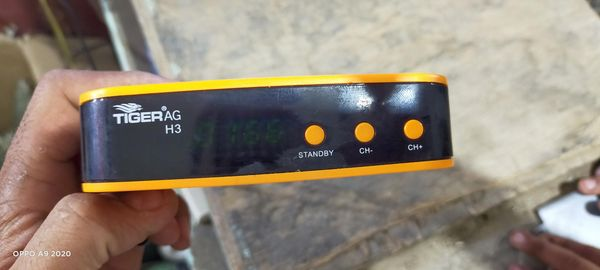 TIGER® AG
H3
STANDBY
CH-
CH+
OPPO A9 2020